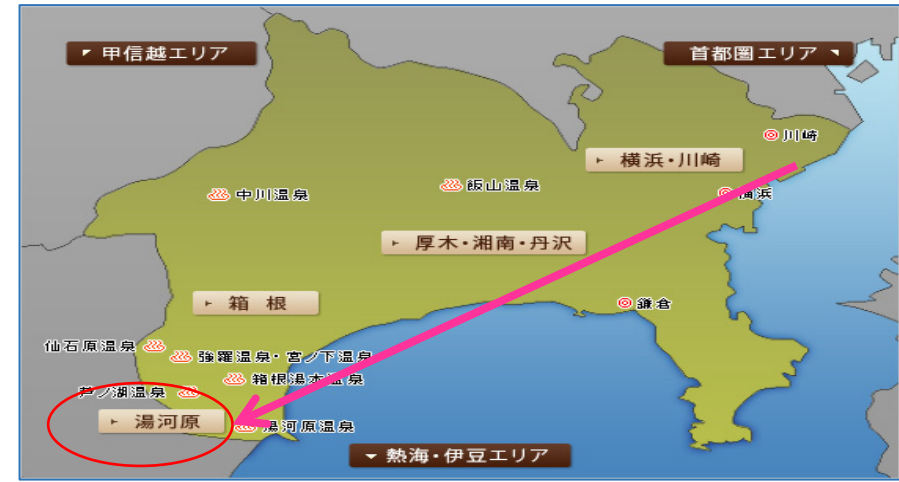 甲信越エリア
首都圏エリア
川崎
横浜・川崎
飯山温泉
中川温泉
横浜
厚木・湘南・丹沢
箱 根
鎌倉
仙石原温泉
強羅温泉・宮ノ下温泉
箱根湯本温泉
芦ノ湖温泉
湯河原
湯河原温泉
熱海・伊豆エリア